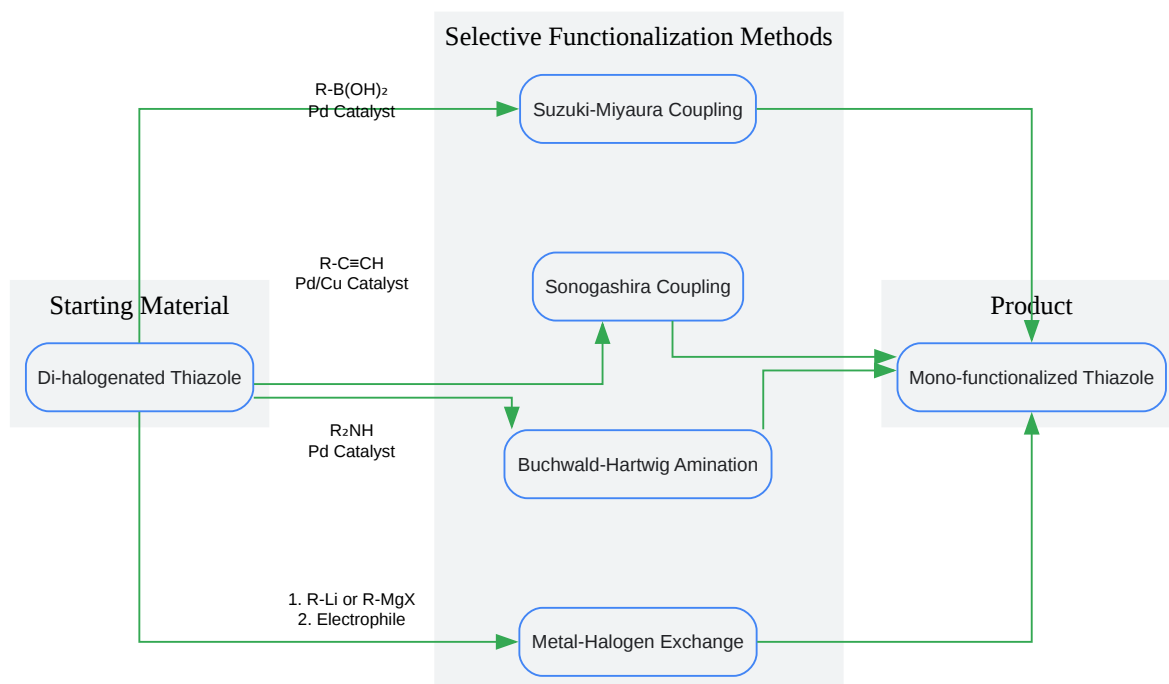 Selective Functionalization Methods
R-B(OH)₂
Pd Catalyst
Suzuki-Miyaura Coupling
R-C≡CH
Pd/Cu Catalyst
Sonogashira Coupling
Starting Material
Product
Di-halogenated Thiazole
Mono-functionalized Thiazole
R₂NH
Pd Catalyst
Buchwald-Hartwig Amination
1. R-Li or R-MgX
2. Electrophile
Metal-Halogen Exchange